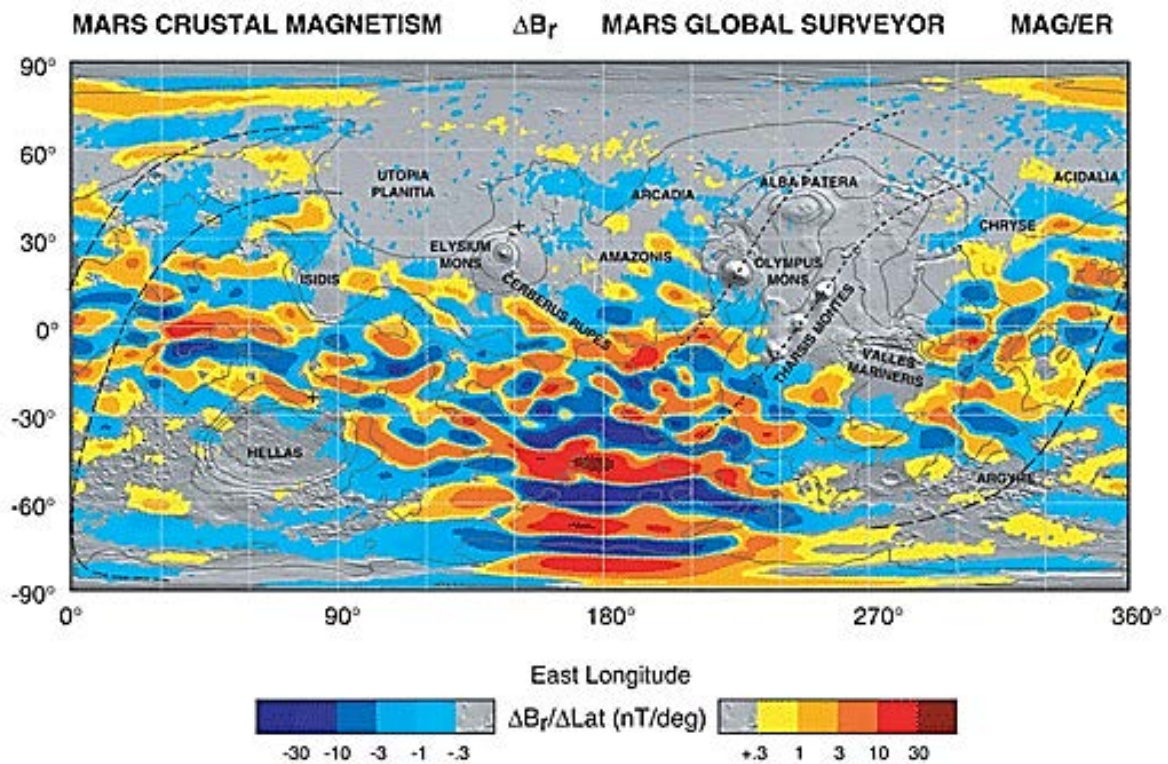 MARS CRUSTAL MAGNETISM ΔBr MARS GLOBAL SURVEYOR MAG/ER
90°
60°
30°
0°
-30°
-60°
-90°
UTOPIA
PLANITIA
ARCADIA
ALBA PATERA
ACIDALIA
CHRYSE
ELYSIUM
MONS
AMAZONIS
OLYMPUS
MONS
ISIDIS
CERBERUS RUPES
THARSIS MONTES
VALLES
MARINERIS
HELLAS
ARGYRE
0° 90° 180° 270° 360°
East Longitude
ΔBr/ΔLat (nT/deg)
-30 -10 -3 -1 -.3 +.3 1 3 10 30